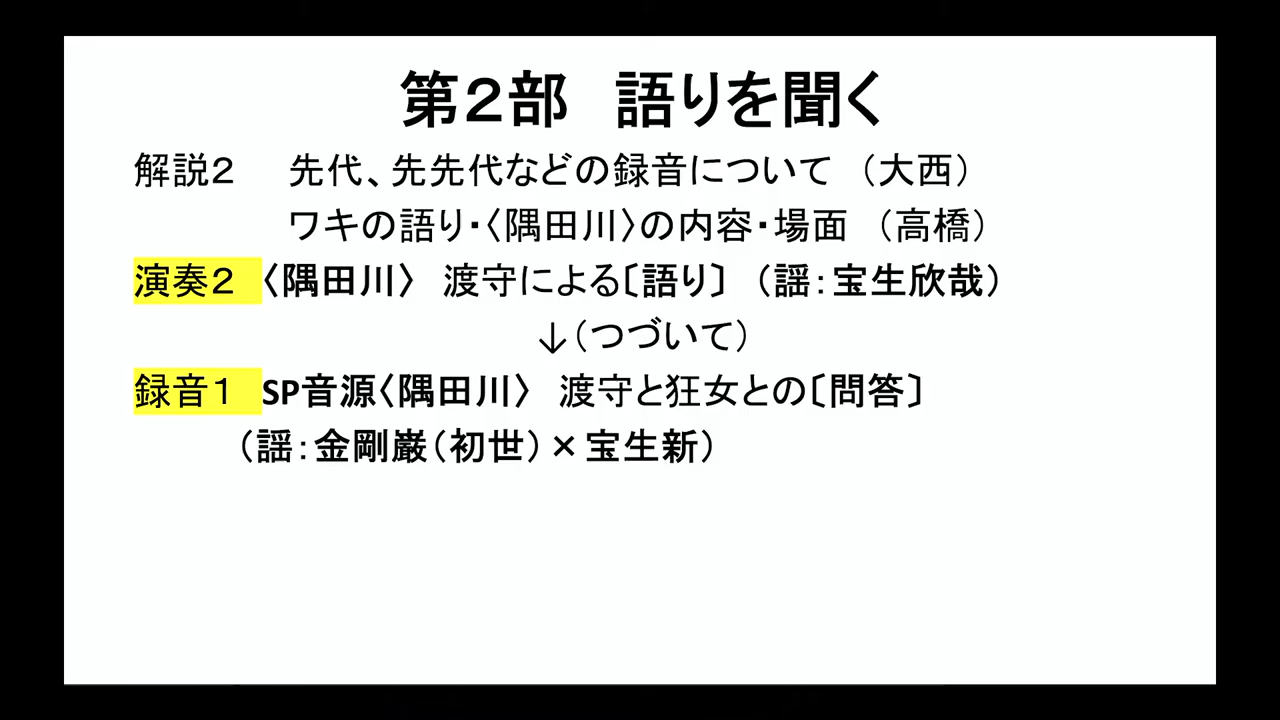 第２部　語りを聞く
解説２　先代、先先代などの録音について　（大西）
ワキの語り・〈隅田川〉の内容・場面　（高橋）
演奏２　〈隅田川〉　渡守による〔語り〕　（謡：宝生欣哉）
↓（つづいて）
録音１　SP音源〈隅田川〉　渡守と狂女との〔問答〕
（謡：金剛巌（初世）×宝生新）